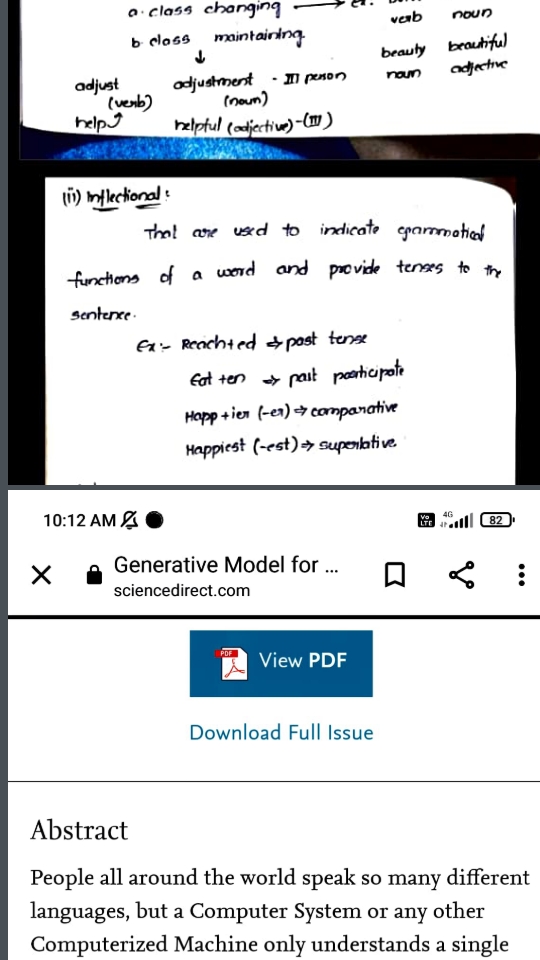 a. class changing → ex:
verb noun
b. class maintaining
↓
beauty beautiful
noun adjective
adjust adjustment - III person
(verb) (noun)
help helpful (adjective) - (III)
(ii) Inflectional :
That are used to indicate grammatical
functions of a word and provide tenses to the
sentence.
Ex :- Reach+ed ⇒ past tense
Eat +en ⇒ past participate
Happ +ier (-er) ⇒ comparative
Happiest (-est) ⇒ superlative
10:12 AM
Vo LTE 4G 82
Generative Model for ...
sciencedirect.com
PDF View PDF
Download Full Issue
Abstract
People all around the world speak so many different
languages, but a Computer System or any other
Computerized Machine only understands a single